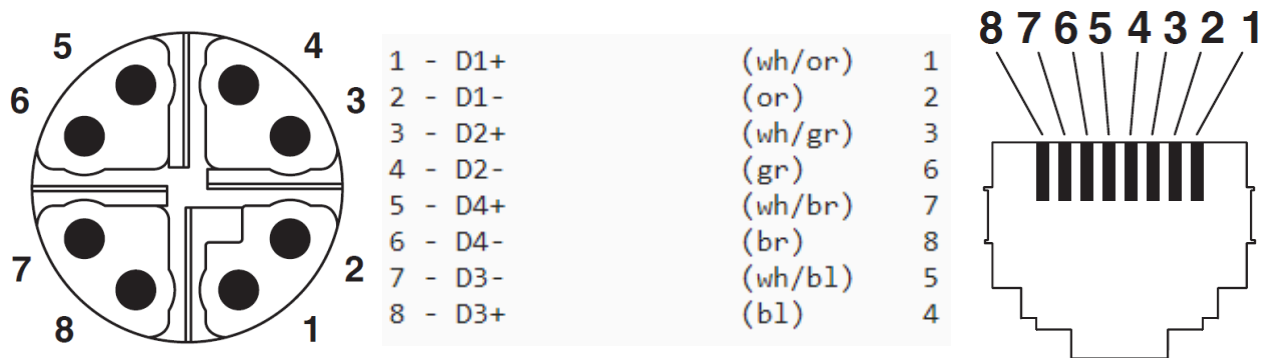 5 4
6 3
7 2
8 1
1 - D1+ (wh/or) 1
2 - D1- (or) 2
3 - D2+ (wh/gr) 3
4 - D2- (gr) 6
5 - D4+ (wh/br) 7
6 - D4- (br) 8
7 - D3- (wh/bl) 5
8 - D3+ (bl) 4
8 7 6 5 4 3 2 1